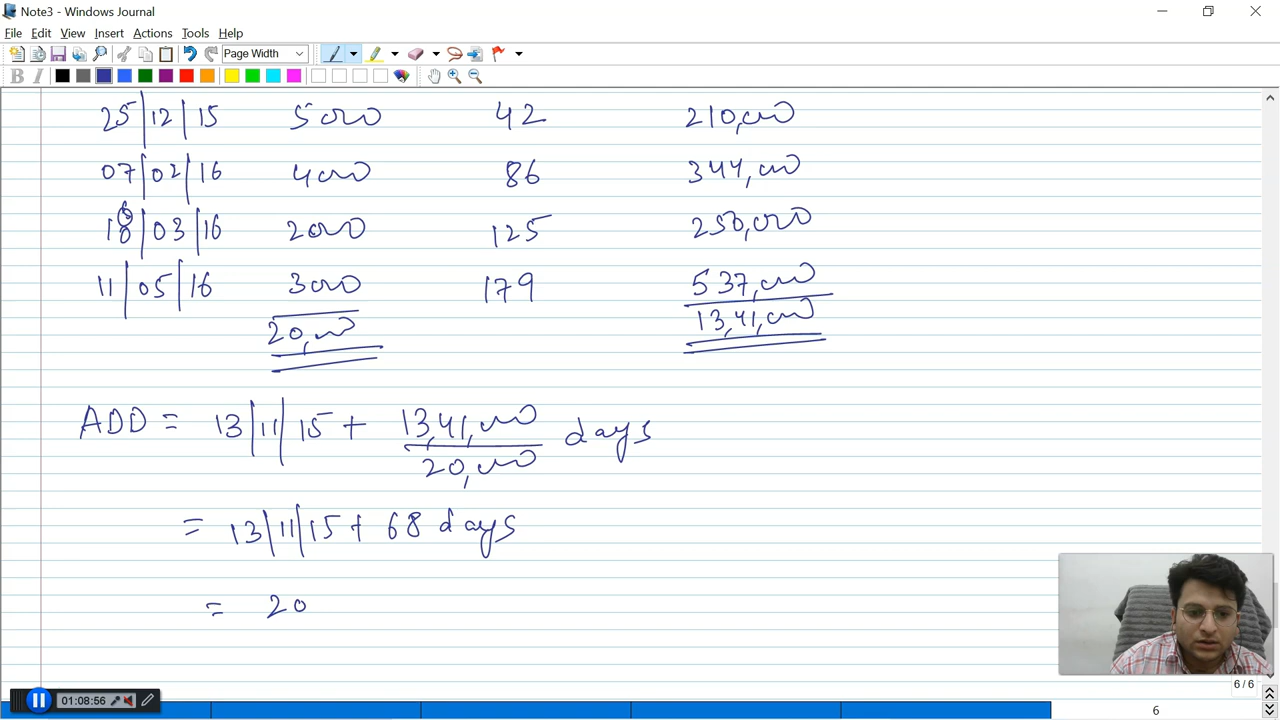 Note3 - Windows Journal
File Edit View Insert Actions Tools Help
Page Width
B I
25|12|15 5000 42 210,000
07|02|16 4000 86 344,000
18|03|16 2000 125 250,000
11|05|16 3000 179 537,000
20,000 13,41,000
ADD = 13|11|15 + 13,41,000 days
20,000
= 13|11|15 + 68 days
= 20
01:08:56
6/6
6